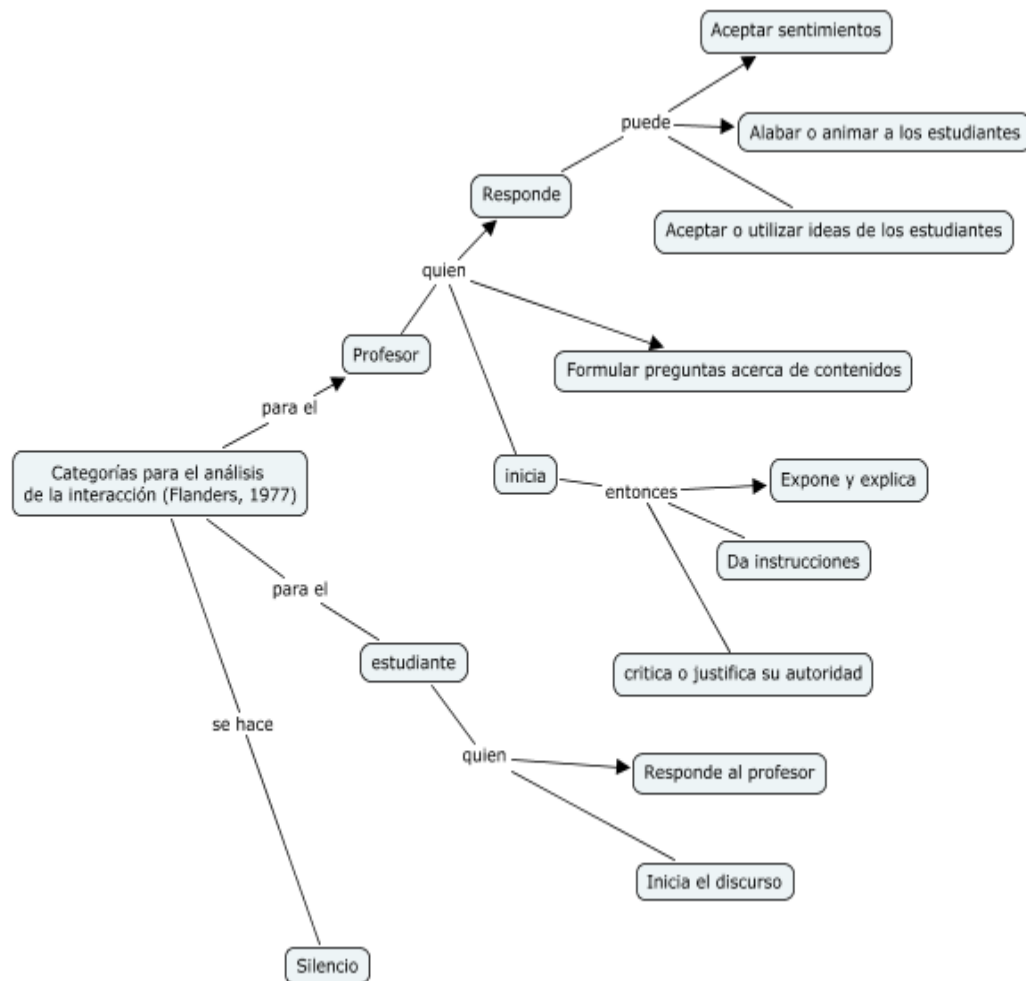 Aceptar sentimientos
puede
Alabar o animar a los estudiantes
Responde
Aceptar o utilizar ideas de los estudiantes
quien
Profesor
Formular preguntas acerca de contenidos
para el
Categorías para el análisis
de la interacción (Flanders, 1977)
inicia
entonces
Expone y explica
Da instrucciones
para el
estudiante
critica o justifica su autoridad
se hace
quien
Responde al profesor
Inicia el discurso
Silencio